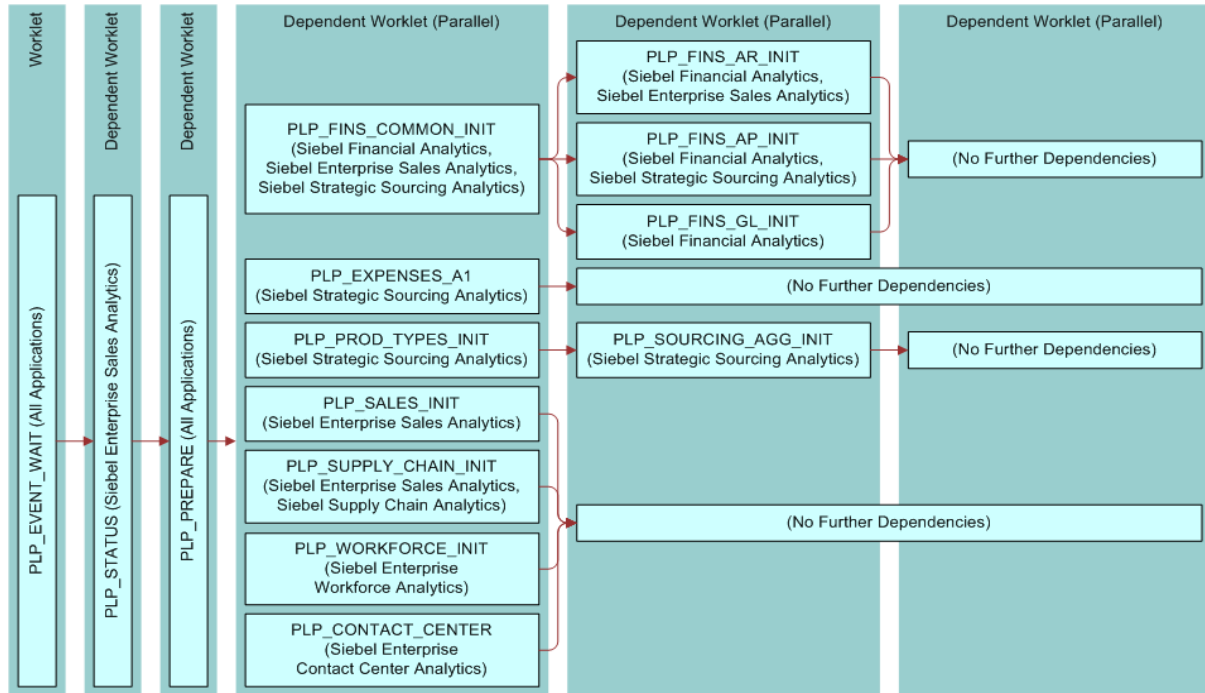 Worklet
PLP_EVENT_WAIT (All Applications)
Dependent Worklet
PLP_STATUS (Siebel Enterprise Sales Analytics)
Dependent Worklet
PLP_PREPARE (All Applications)
Dependent Worklet (Parallel)
PLP_FINS_COMMON_INIT
(Siebel Financial Analytics,
Siebel Enterprise Sales Analytics,
Siebel Strategic Sourcing Analytics)
PLP_EXPENSES_A1
(Siebel Strategic Sourcing Analytics)
PLP_PROD_TYPES_INIT
(Siebel Strategic Sourcing Analytics)
PLP_SALES_INIT
(Siebel Enterprise Sales Analytics)
PLP_SUPPLY_CHAIN_INIT
(Siebel Enterprise Sales Analytics,
Siebel Supply Chain Analytics)
PLP_WORKFORCE_INIT
(Siebel Enterprise
Workforce Analytics)
PLP_CONTACT_CENTER
(Siebel Enterprise
Contact Center Analytics)
Dependent Worklet (Parallel)
PLP_FINS_AR_INIT
(Siebel Financial Analytics,
Siebel Enterprise Sales Analytics)
PLP_FINS_AP_INIT
(Siebel Financial Analytics,
Siebel Strategic Sourcing Analytics)
PLP_FINS_GL_INIT
(Siebel Financial Analytics)
(No Further Dependencies)
PLP_SOURCING_AGG_INIT
(Siebel Strategic Sourcing Analytics)
(No Further Dependencies)
Dependent Worklet (Parallel)
(No Further Dependencies)
(No Further Dependencies)